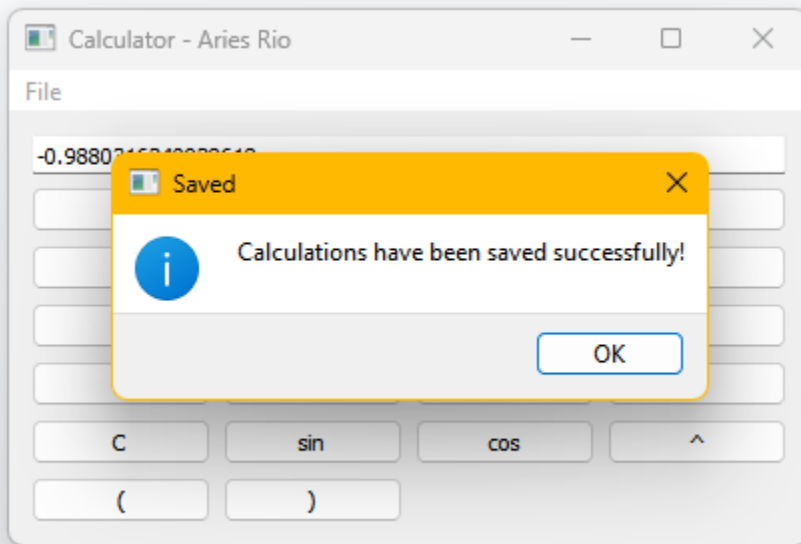 Calculator - Aries Rio
File
Saved
Calculations have been saved successfully!
OK
C sin cos ^
( )